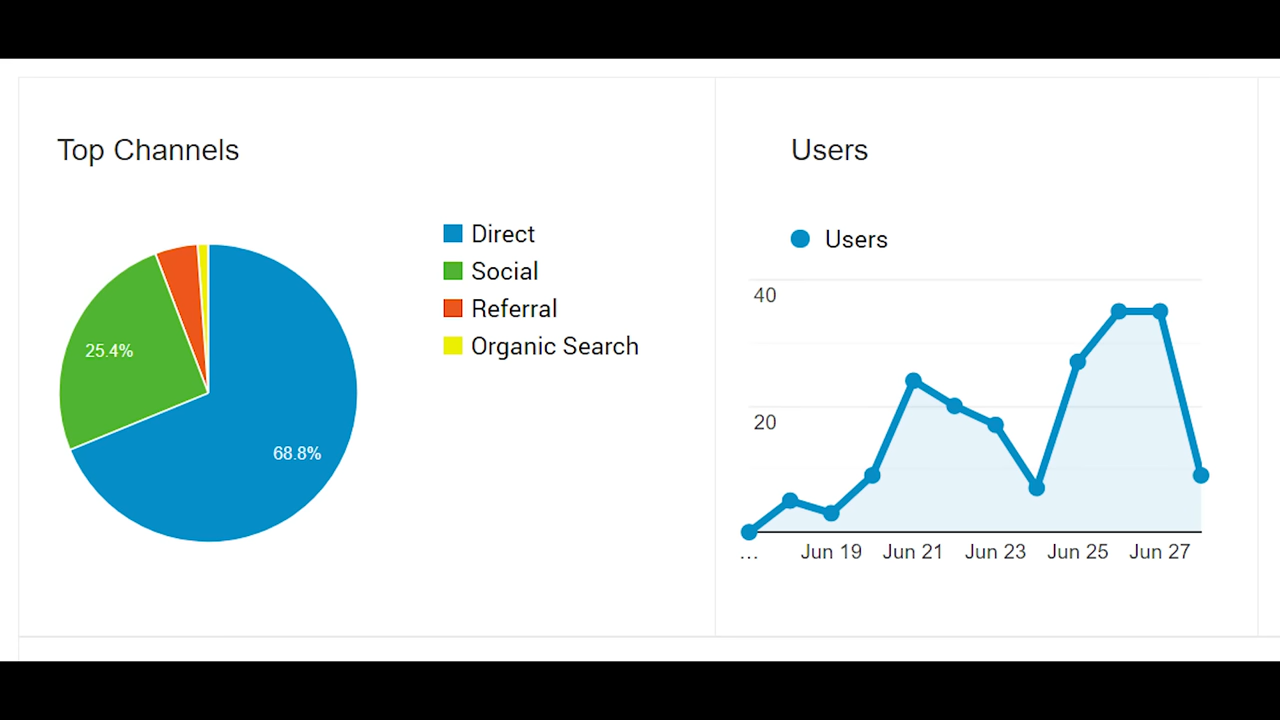 Top Channels
Direct
Social
Referral
Organic Search
25.4%
68.8%
Users
Users
40
20
... Jun 19 Jun 21 Jun 23 Jun 25 Jun 27